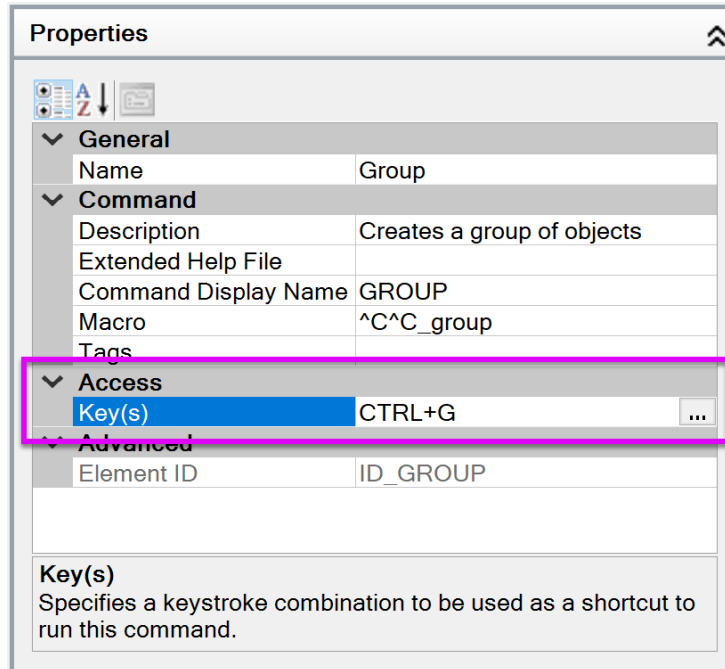 Properties
A
Z
General
Name Group
Command
Description Creates a group of objects
Extended Help File
Command Display Name GROUP
Macro ^C^C_group
Tags
Access
Key(s) CTRL+G ...
Advanced
Element ID ID_GROUP
Key(s)
Specifies a keystroke combination to be used as a shortcut to
run this command.